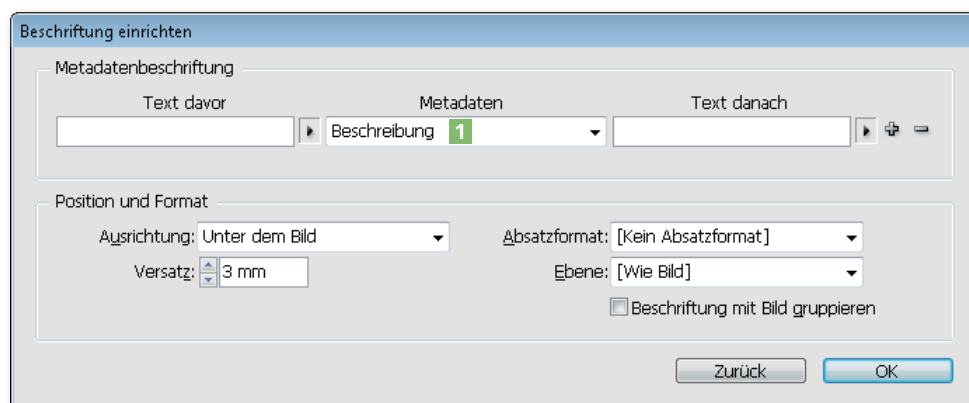 Beschriftung einrichten
Metadatenbeschriftung
Text davor Metadaten Text danach
Beschreibung 1
Position und Format
Ausrichtung: Unter dem Bild Absatzformat: [Kein Absatzformat]
Versatz: 3 mm Ebene: [Wie Bild]
Beschriftung mit Bild gruppieren
Zurück OK